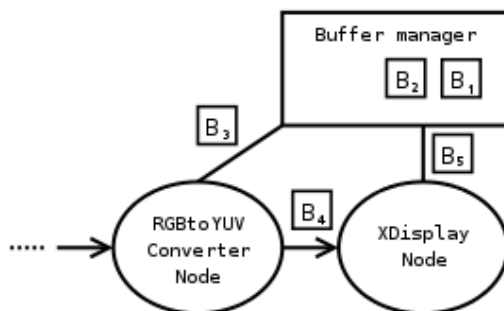 Buffer manager
B₂ B₁
B₃
B₅
B₄
RGBtoYUV
Converter
Node
XDisplay
Node